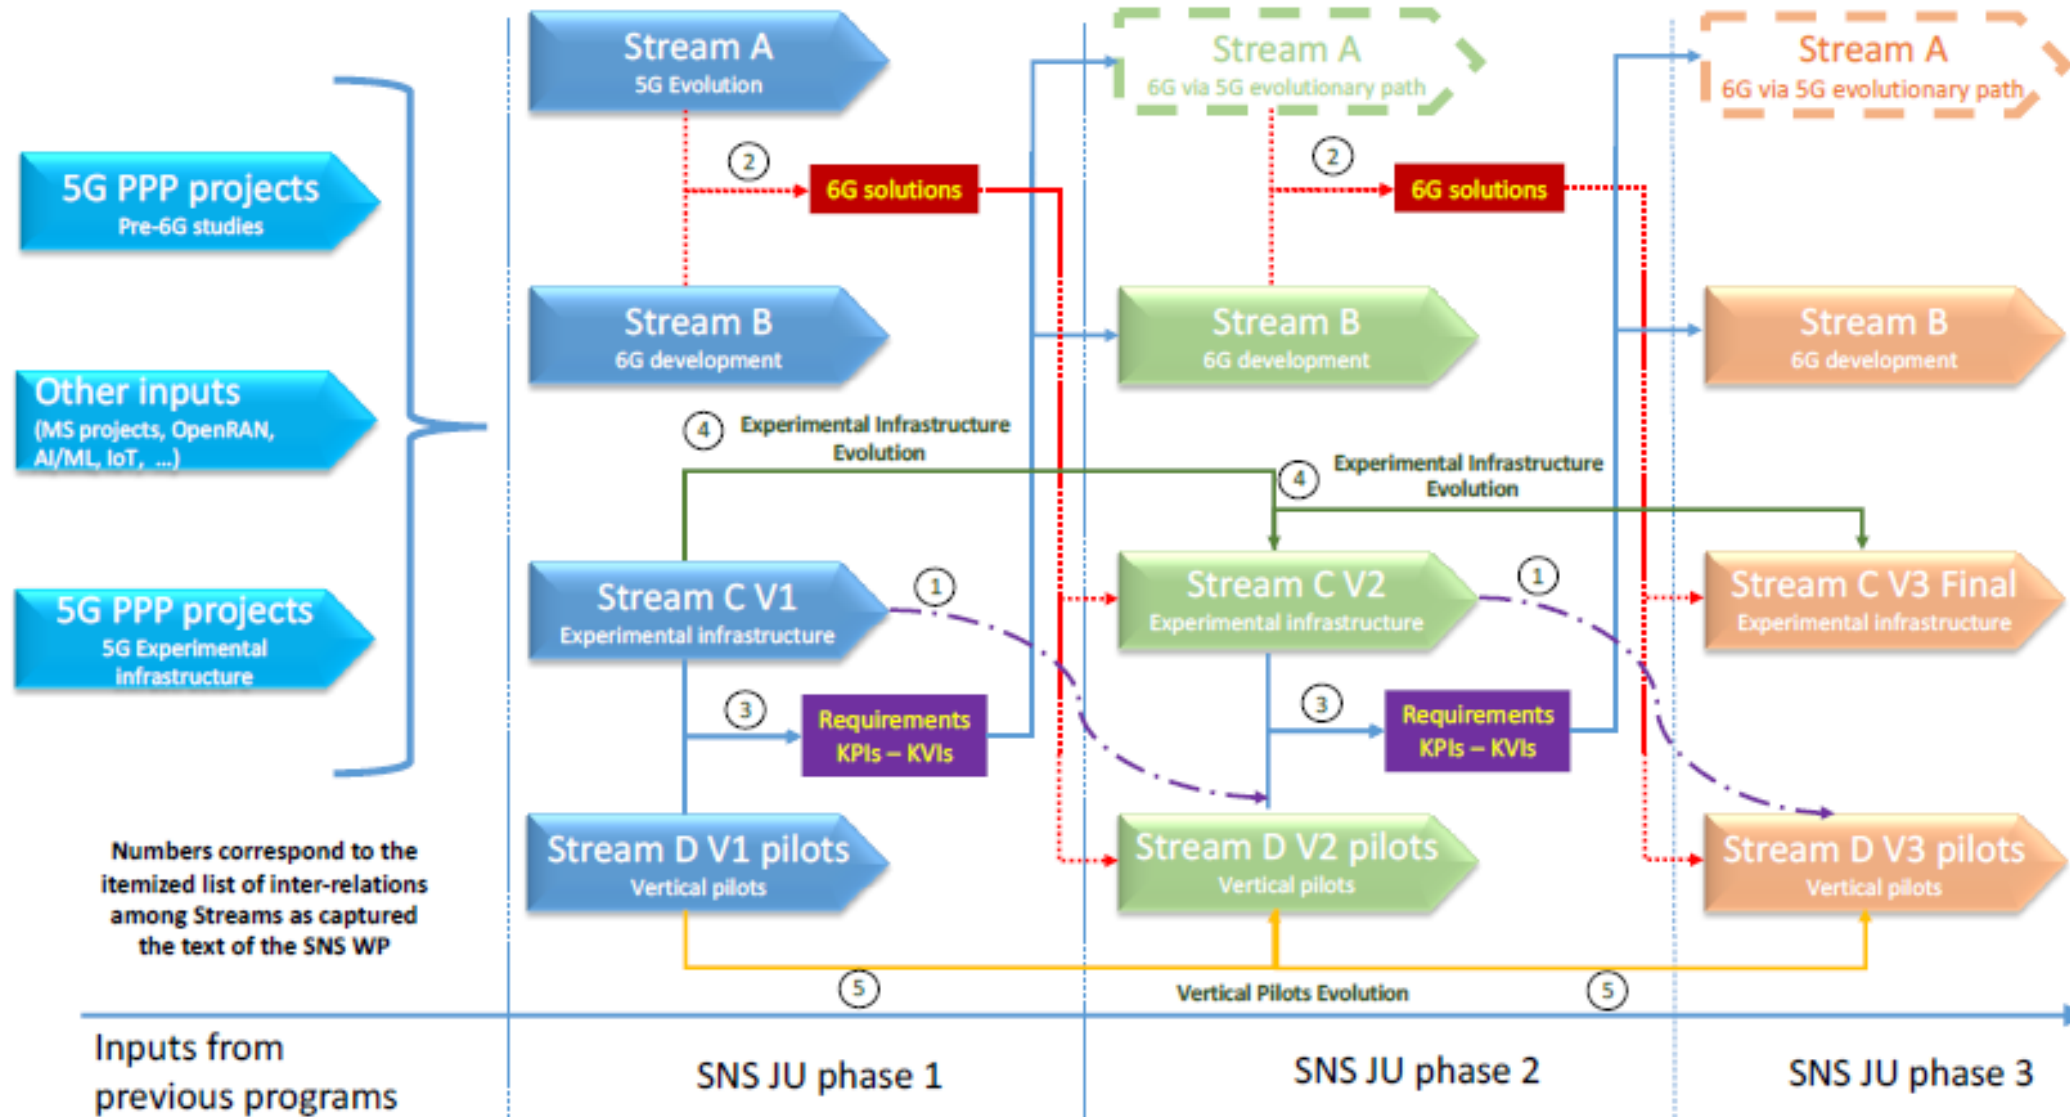 5G PPP projects
Pre-6G studies
Other inputs
(MS projects, OpenRAN,
AI/ML, IoT, ...)
5G PPP projects
5G Experimental
infrastructure
Numbers correspond to the
itemized list of inter-relations
among Streams as captured
the text of the SNS WP
Inputs from
previous programs
Stream A
5G Evolution
2
6G solutions
Stream B
6G development
4
Experimental Infrastructure
Evolution
Stream C V1
Experimental infrastructure
1
3
Requirements
KPIs – KVIs
Stream D V1 pilots
Vertical pilots
5
SNS JU phase 1
Stream A
6G via 5G evolutionary path
2
6G solutions
Stream B
6G development
4
Experimental Infrastructure
Evolution
Stream C V2
Experimental infrastructure
1
3
Requirements
KPIs – KVIs
Stream D V2 pilots
Vertical pilots
Vertical Pilots Evolution
5
SNS JU phase 2
Stream A
6G via 5G evolutionary path
Stream B
6G development
Stream C V3 Final
Experimental infrastructure
Stream D V3 pilots
Vertical pilots
SNS JU phase 3